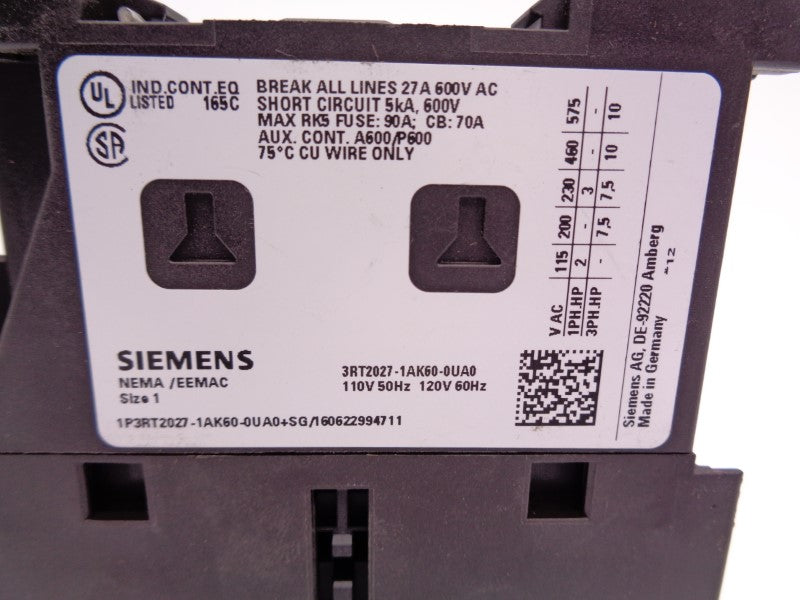 UL
IND.CONT.EQ
LISTED 165C
SA
BREAK ALL LINES 27A 600V AC
SHORT CIRCUIT 5kA, 600V
MAX RK5 FUSE: 90A; CB: 70A
AUX. CONT. A600/P600
75°C CU WIRE ONLY
V AC 115 200 230 460 575
1PH.HP 2 - 3 - -
3PH.HP - 7,5 7,5 10 10
SIEMENS
NEMA /EEMAC
Size 1
3RT2027-1AK60-0UA0
110V 50Hz 120V 60Hz
1P3RT2027-1AK60-0UA0+SG/160622994711
Siemens AG, DE-92220 Amberg
Made in Germany